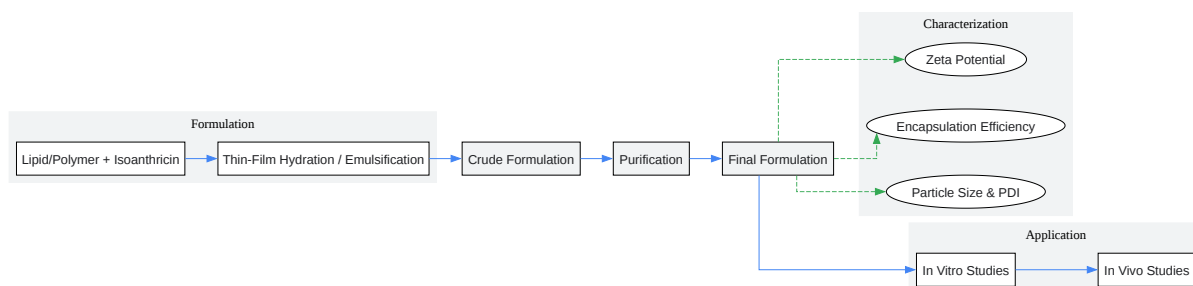 Characterization
Zeta Potential
Formulation
Encapsulation Efficiency
Lipid/Polymer + Isoanthricin
Thin-Film Hydration / Emulsification
Crude Formulation
Purification
Final Formulation
Particle Size & PDI
Application
In Vitro Studies
In Vivo Studies